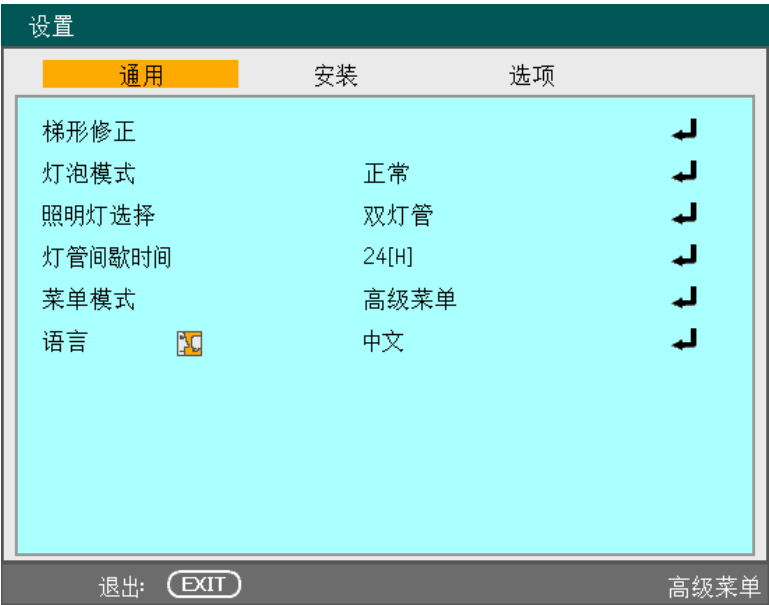 设置
通用 安装 选项
梯形修正
灯泡模式 正常
照明灯选择 双灯管
灯管间歇时间 24[H]
菜单模式 高级菜单
语言 中文
退出: EXIT 高级菜单